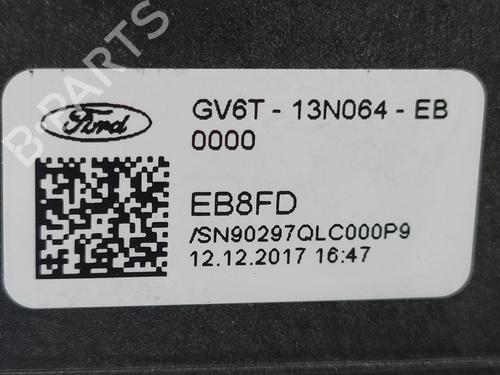 B-Parts
Ford
GV6T - 13N064 - EB
0000
EB8FD
/SN90297QLC000P9
12.12.2017 16:47